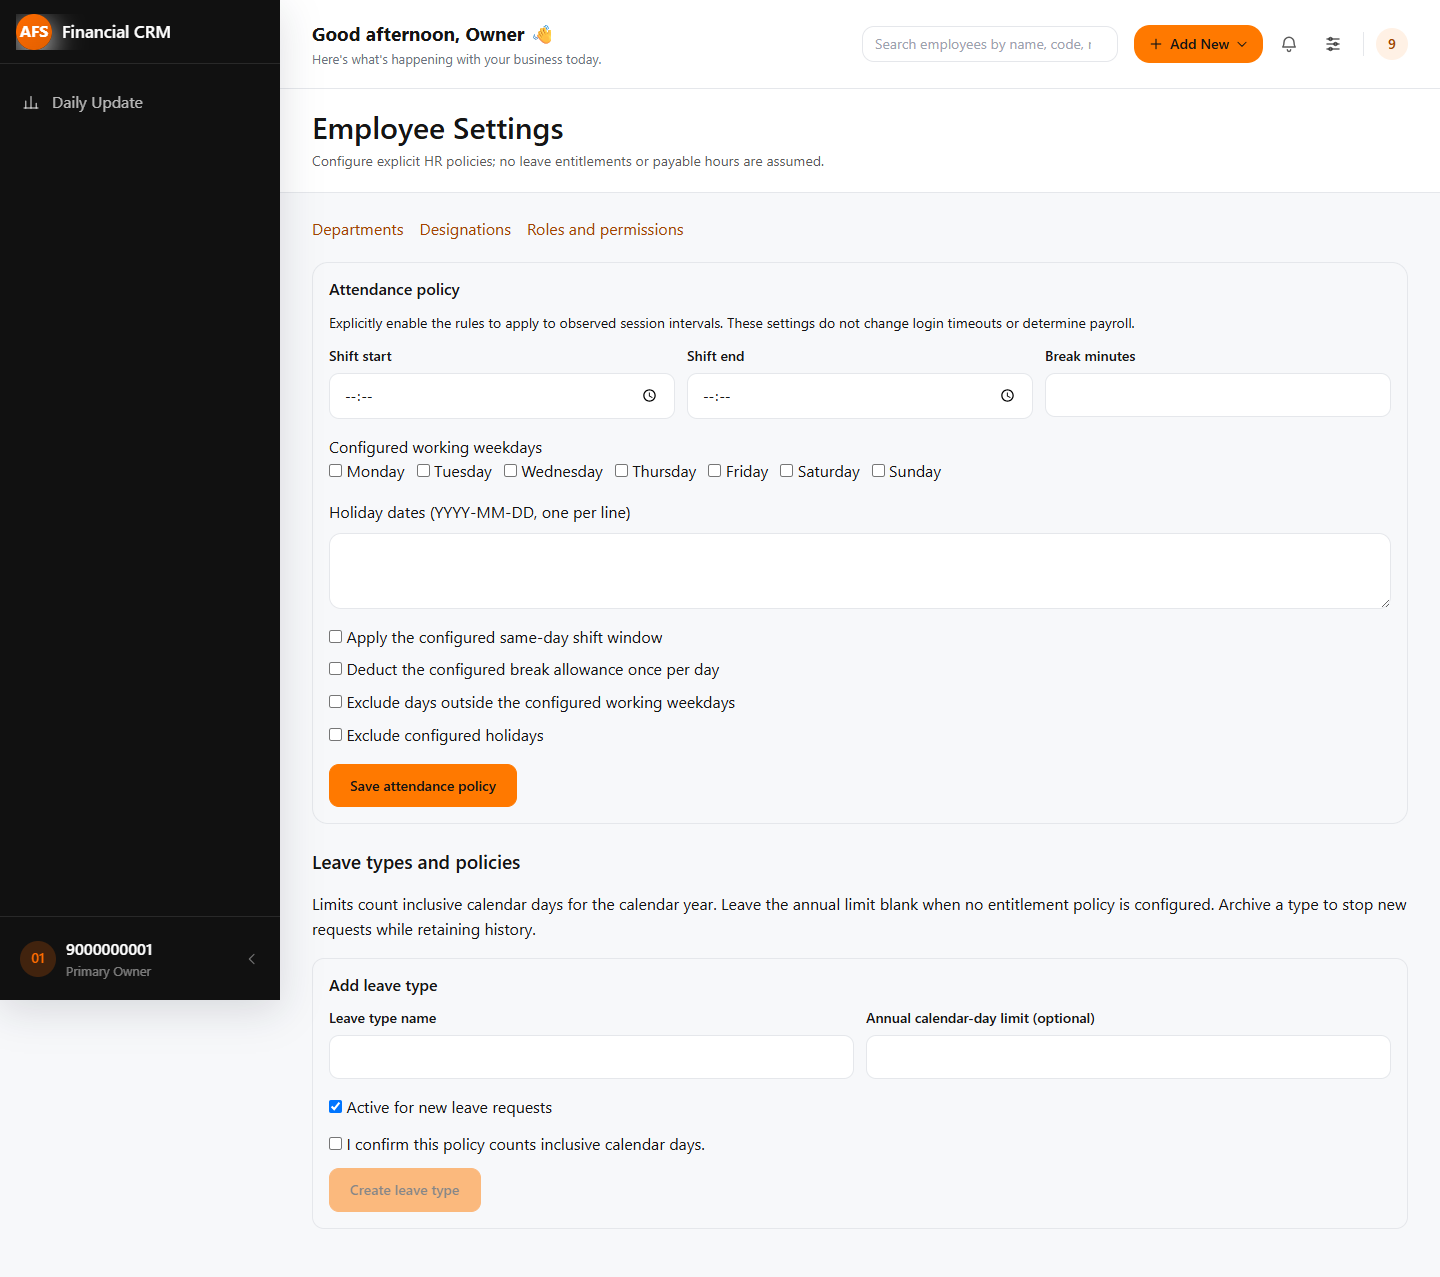 AFS Financial CRM
Daily Update
Good afternoon, Owner 👋
Here's what's happening with your business today.
Search employees by name, code, r
+ Add New
9
Employee Settings
Configure explicit HR policies; no leave entitlements or payable hours are assumed.
Departments Designations Roles and permissions
Attendance policy
Explicitly enable the rules to apply to observed session intervals. These settings do not change login timeouts or determine payroll.
Shift start Shift end Break minutes
--:-- --:--
Configured working weekdays
Monday Tuesday Wednesday Thursday Friday Saturday Sunday
Holiday dates (YYYY-MM-DD, one per line)
Apply the configured same-day shift window
Deduct the configured break allowance once per day
Exclude days outside the configured working weekdays
Exclude configured holidays
Save attendance policy
Leave types and policies
Limits count inclusive calendar days for the calendar year. Leave the annual limit blank when no entitlement policy is configured. Archive a type to stop new
requests while retaining history.
Add leave type
Leave type name Annual calendar-day limit (optional)
Active for new leave requests
I confirm this policy counts inclusive calendar days.
Create leave type
01 9000000001
Primary Owner